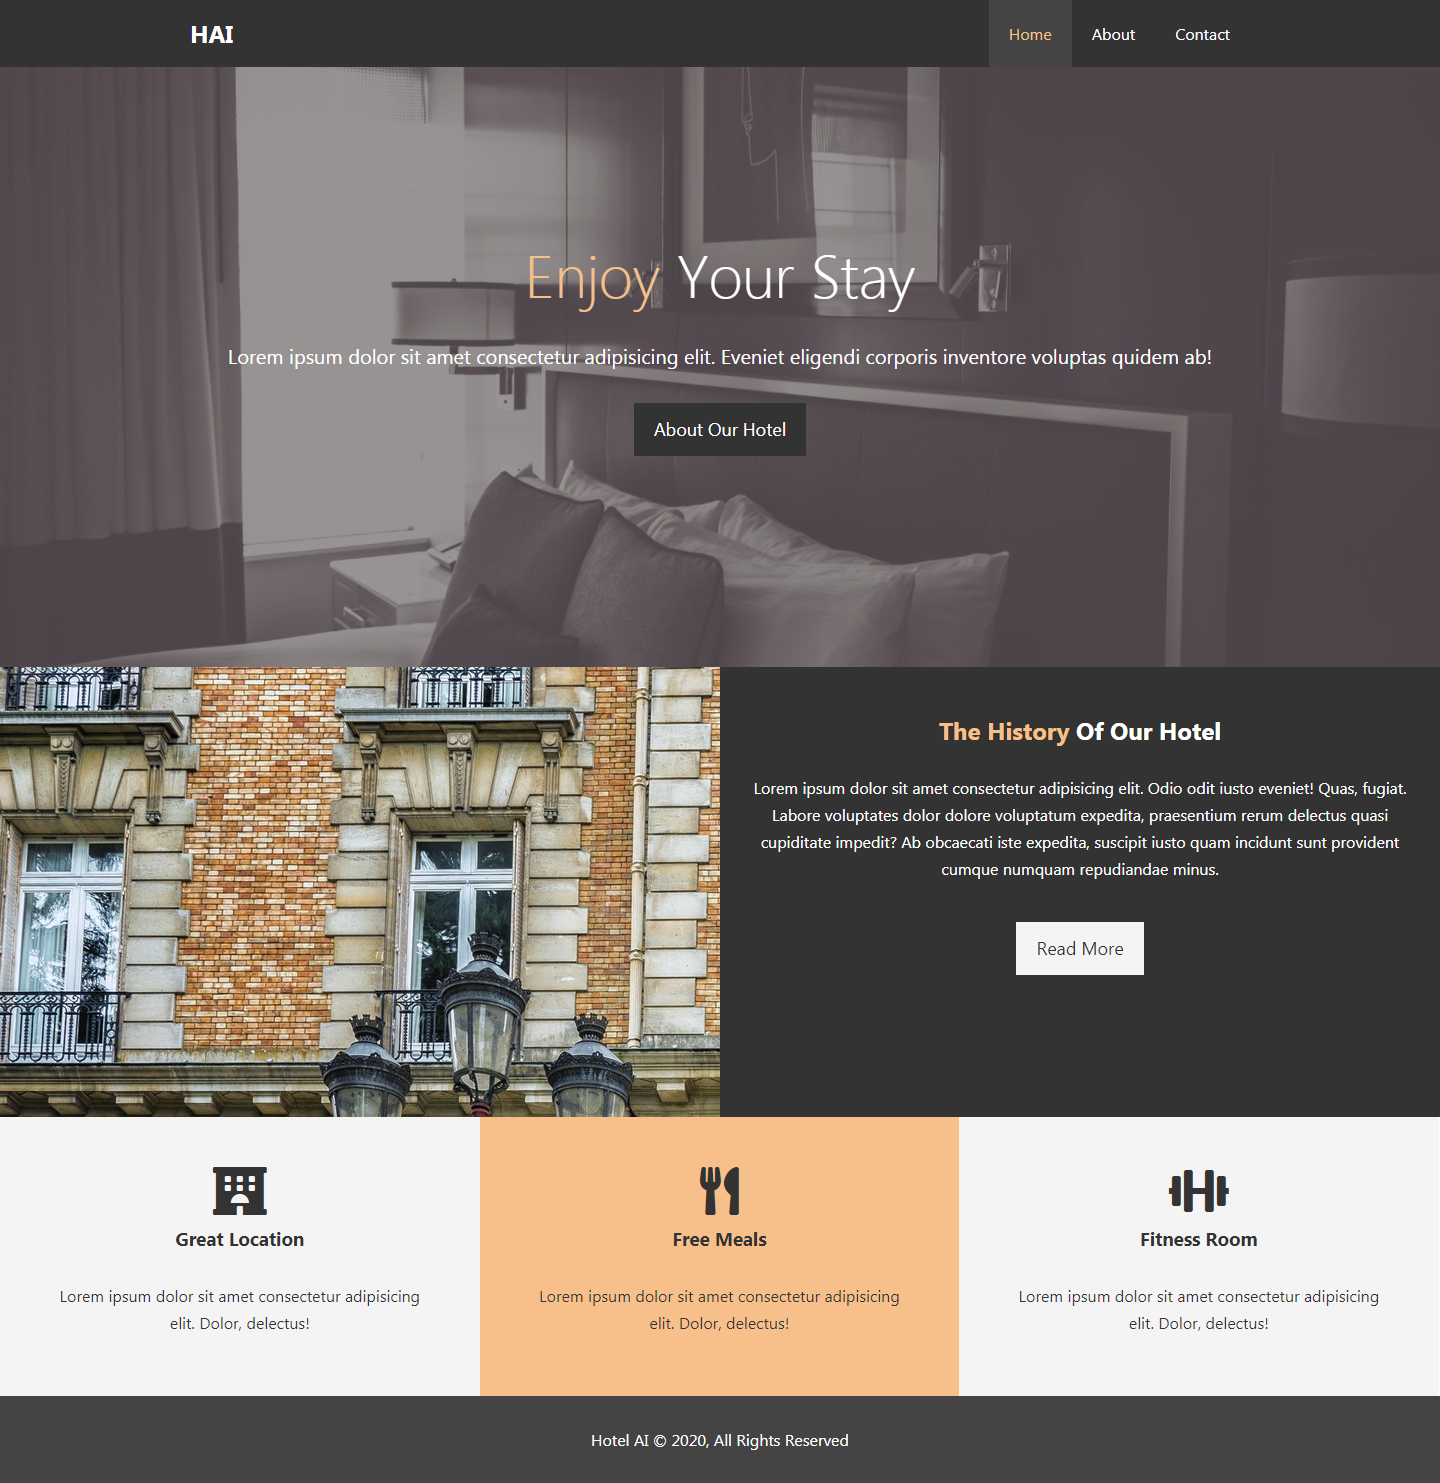 HAI
Home About Contact
Enjoy Your Stay
Lorem ipsum dolor sit amet consectetur adipisicing elit. Eveniet eligendi corporis inventore voluptas quidem ab!
About Our Hotel
The History Of Our Hotel
Lorem ipsum dolor sit amet consectetur adipisicing elit. Odio odit iusto eveniet! Quas, fugiat.
Labore voluptates dolor dolore voluptatum expedita, praesentium rerum delectus quasi
cupiditate impedit? Ab obcaecati iste expedita, suscipit iusto quam incidunt sunt provident
cumque numquam repudiandae minus.
Read More
Great Location
Lorem ipsum dolor sit amet consectetur adipisicing
elit. Dolor, delectus!
Free Meals
Lorem ipsum dolor sit amet consectetur adipisicing
elit. Dolor, delectus!
Fitness Room
Lorem ipsum dolor sit amet consectetur adipisicing
elit. Dolor, delectus!
Hotel AI © 2020, All Rights Reserved